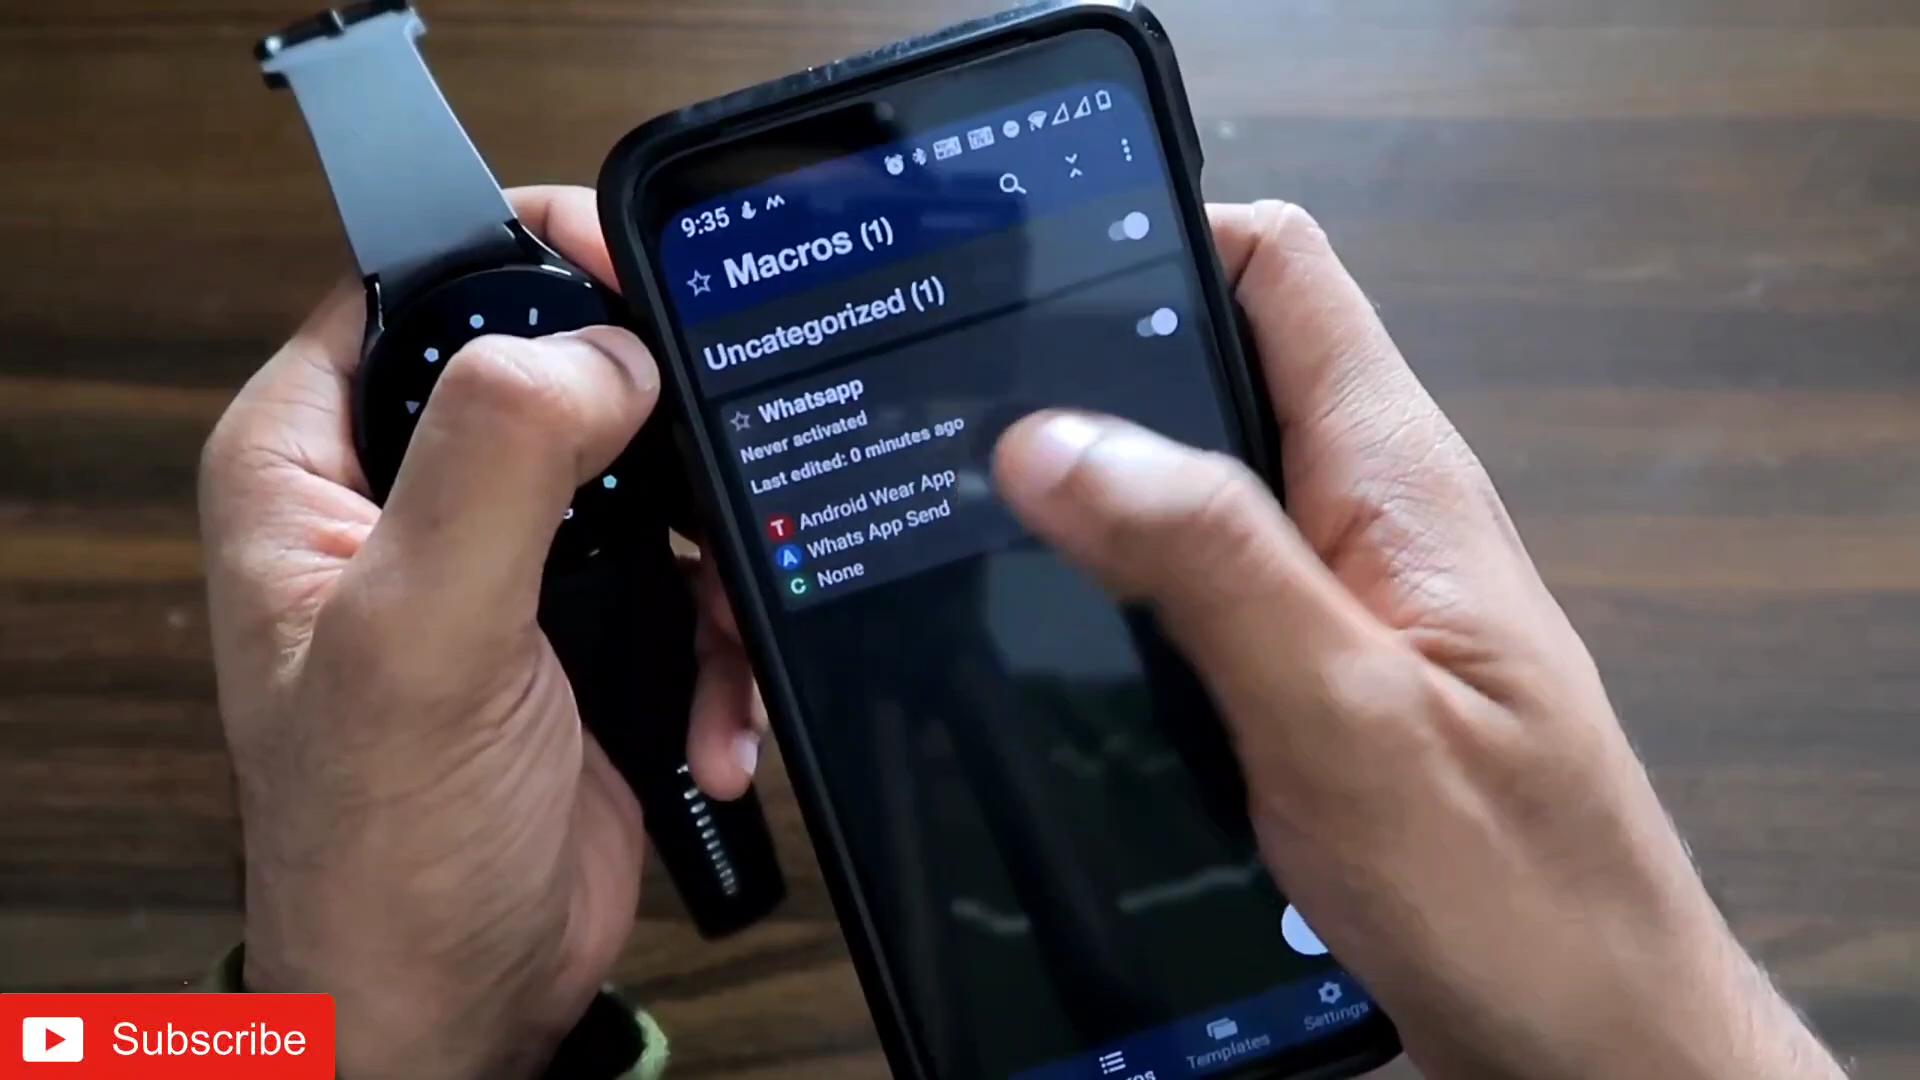 9:35
Macros (1)
Uncategorized (1)
Whatsapp
Never activated
Last edited: 0 minutes ago
T Android Wear App
A Whats App Send
C None
Templates
Settings
Subscribe